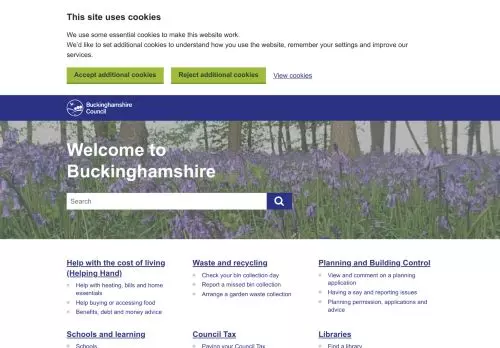 This site uses cookies
We use some essential cookies to make this website work.
We'd like to set additional cookies to understand how you use the website, remember your settings and improve our
services.
Accept additional cookies
Reject additional cookies
View cookies
Buckinghamshire
Council
Welcome to
Buckinghamshire
Search
Help with the cost of living
(Helping Hand)
Help with heating, bills and home
essentials
Help buying or accessing food
Benefits, debt and money advice
Waste and recycling
Check your bin collection day
Report a missed bin collection
Arrange a garden waste collection
Planning and Building Control
View and comment on a planning
application
Having a say and reporting issues
Planning permission, applications and
advice
Schools and learning
Schools
Council Tax
Paying your Council Tax
Libraries
Find a library